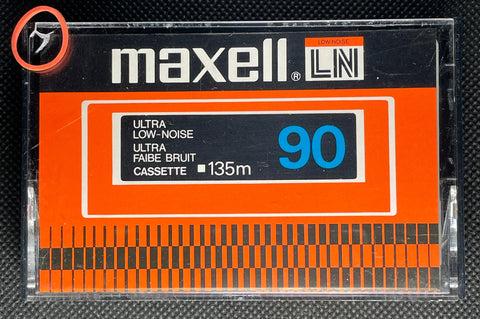 maxell®
LOW NOISE
LN
ULTRA
LOW-NOISE
ULTRA
FAIBE BRUIT
CASSETTE ■135m
90